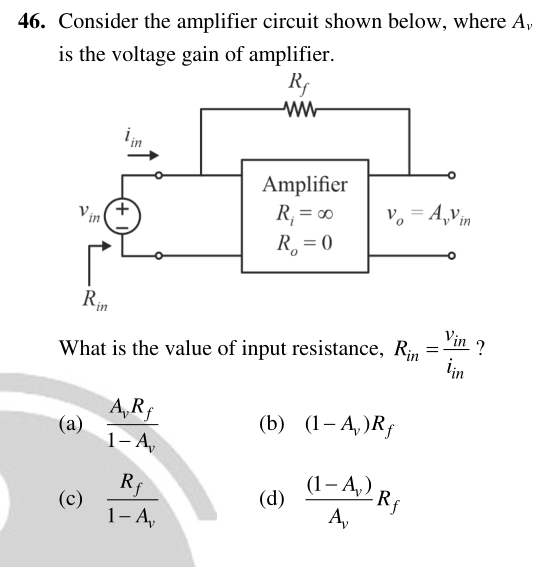 46. Consider the amplifier circuit shown below, where A_v
is the voltage gain of amplifier.
R_f
i_in
Amplifier
R_i = ∞
R_o = 0
v_in
+
−
v_o = A_v v_in
R_in
What is the value of input resistance, R_in = v_in / i_in ?
(a) A_v R_f / 1 − A_v
(b) (1 − A_v) R_f
(c) R_f / 1 − A_v
(d) (1 − A_v) / A_v R_f